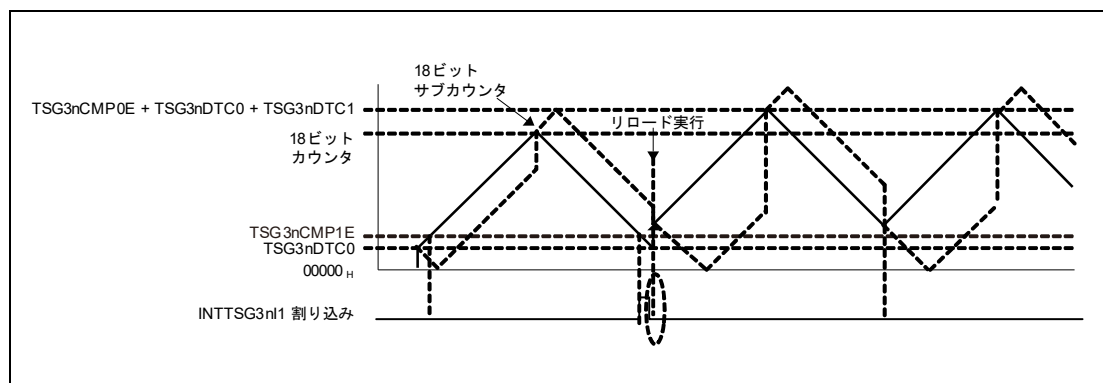 18ビット
サブカウンタ
TSG3nCMP0E + TSG3nDTC0 + TSG3nDTC1
リロード実行
18ビット
カウンタ
TSG3nCMP1E
TSG3nDTC0
00000 H
INTTSG3nI1 割り込み